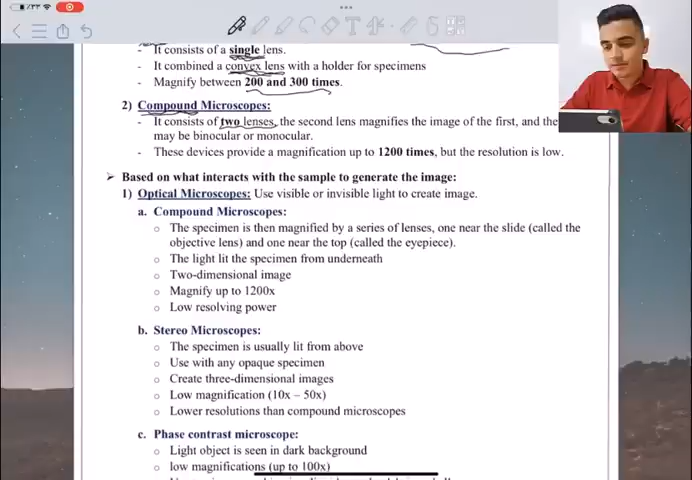 ٪٢٣
...
- It consists of a single lens.
- It combined a convex lens with a holder for specimens
- Magnify between 200 and 300 times.
2) Compound Microscopes:
- It consists of two lenses, the second lens magnifies the image of the first, and the
may be binocular or monocular.
- These devices provide a magnification up to 1200 times, but the resolution is low.
➢ Based on what interacts with the sample to generate the image:
1) Optical Microscopes: Use visible or invisible light to create image.
a. Compound Microscopes:
o The specimen is then magnified by a series of lenses, one near the slide (called the
objective lens) and one near the top (called the eyepiece).
o The light lit the specimen from underneath
o Two-dimensional image
o Magnify up to 1200x
o Low resolving power
b. Stereo Microscopes:
o The specimen is usually lit from above
o Use with any opaque specimen
o Create three-dimensional images
o Low magnification (10x – 50x)
o Lower resolutions than compound microscopes
c. Phase contrast microscope:
o Light object is seen in dark background
o low magnifications (up to 100x)